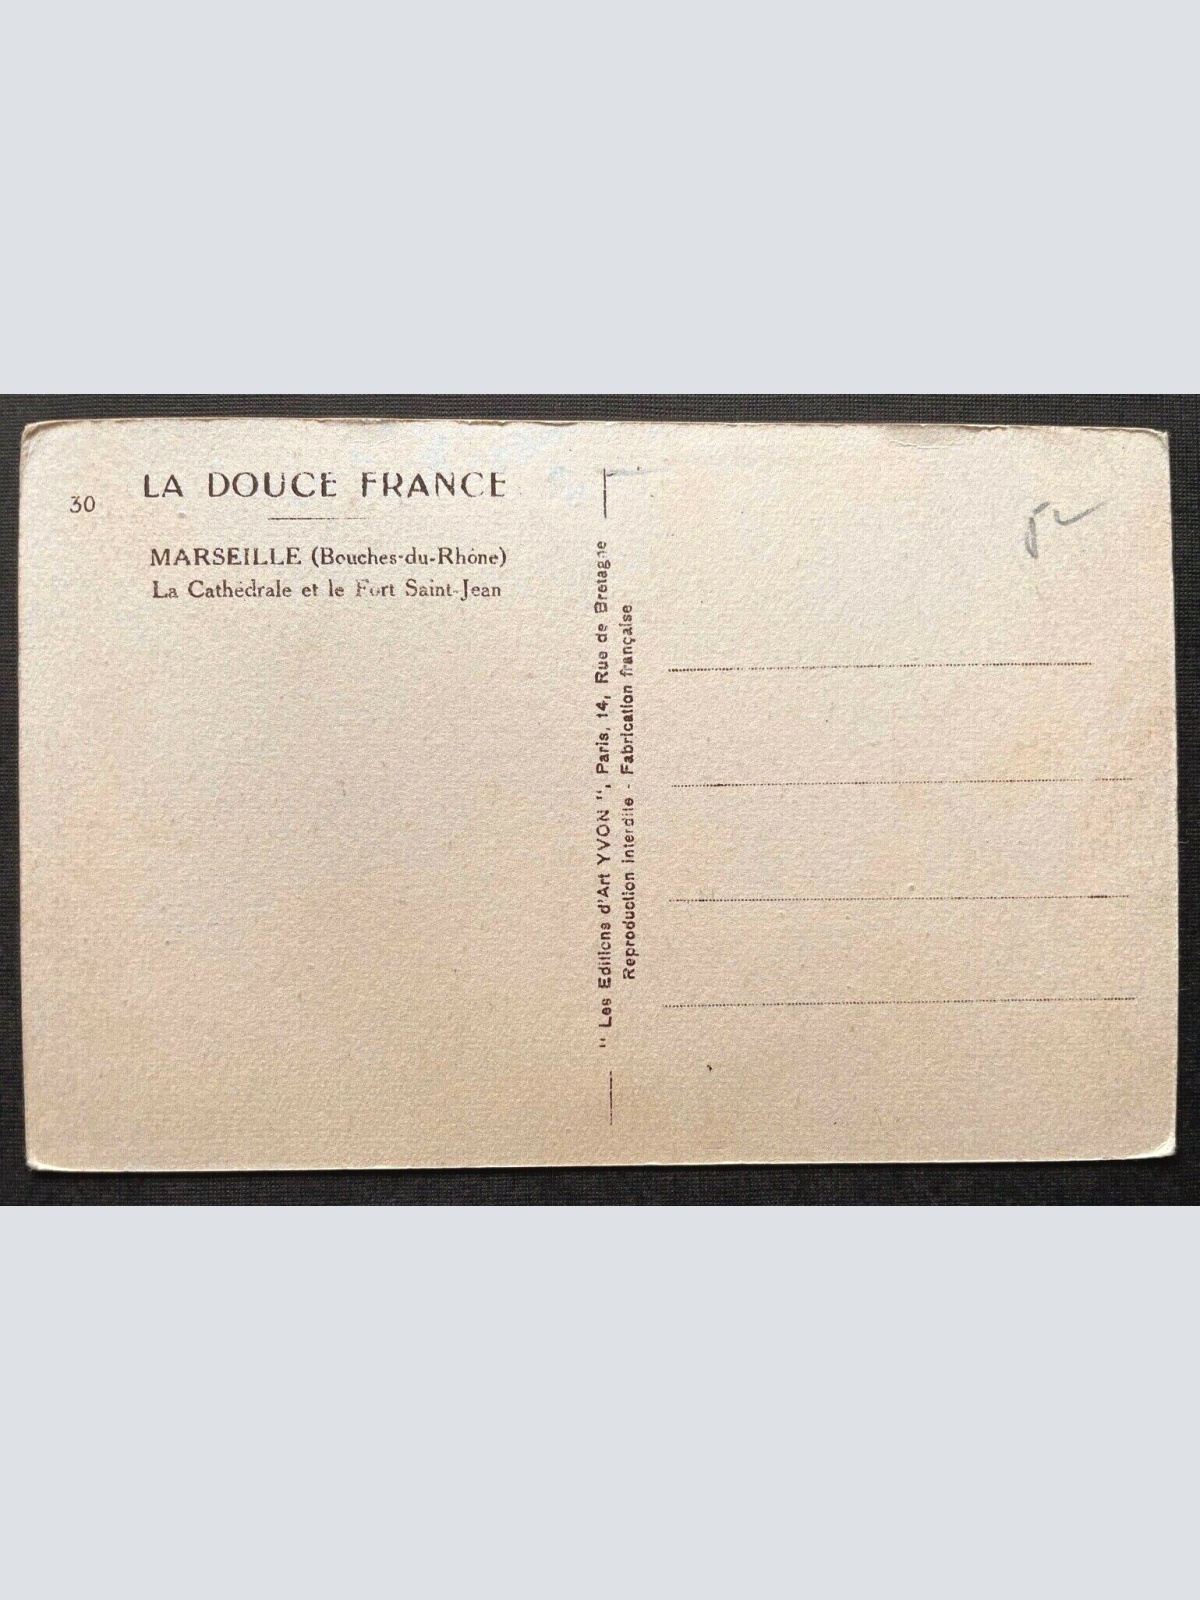 30
LA DOUCE FRANCE
MARSEILLE (Bouches-du-Rhône)
La Cathédrale et le Fort Saint-Jean
" Les Editions d'Art YVON ", Paris, 14, Rue de Bretagne
Reproduction interdite - Fabrication française